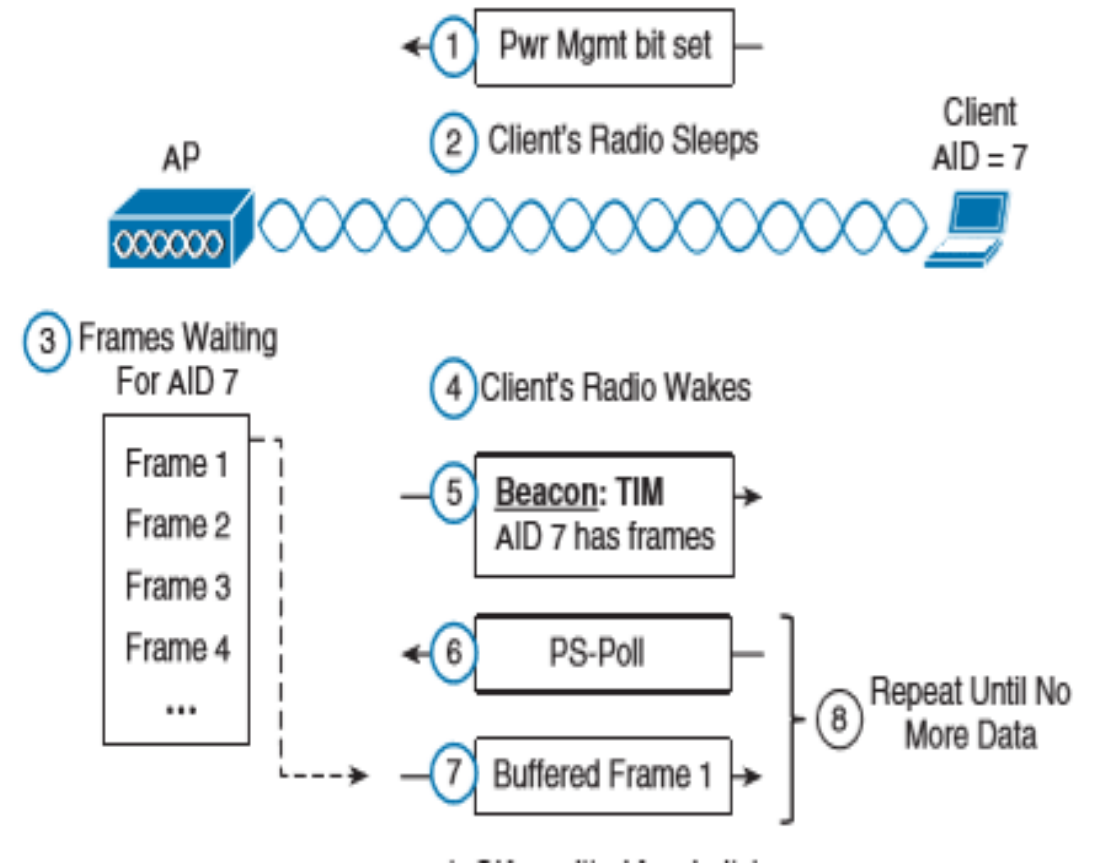 1 Pwr Mgmt bit set
2 Client's Radio Sleeps
AP
Client
AID = 7
3 Frames Waiting
For AID 7
Frame 1
Frame 2
Frame 3
Frame 4
...
4 Client's Radio Wakes
5 Beacon: TIM
AID 7 has frames
6 PS-Poll
7 Buffered Frame 1
8 Repeat Until No
More Data